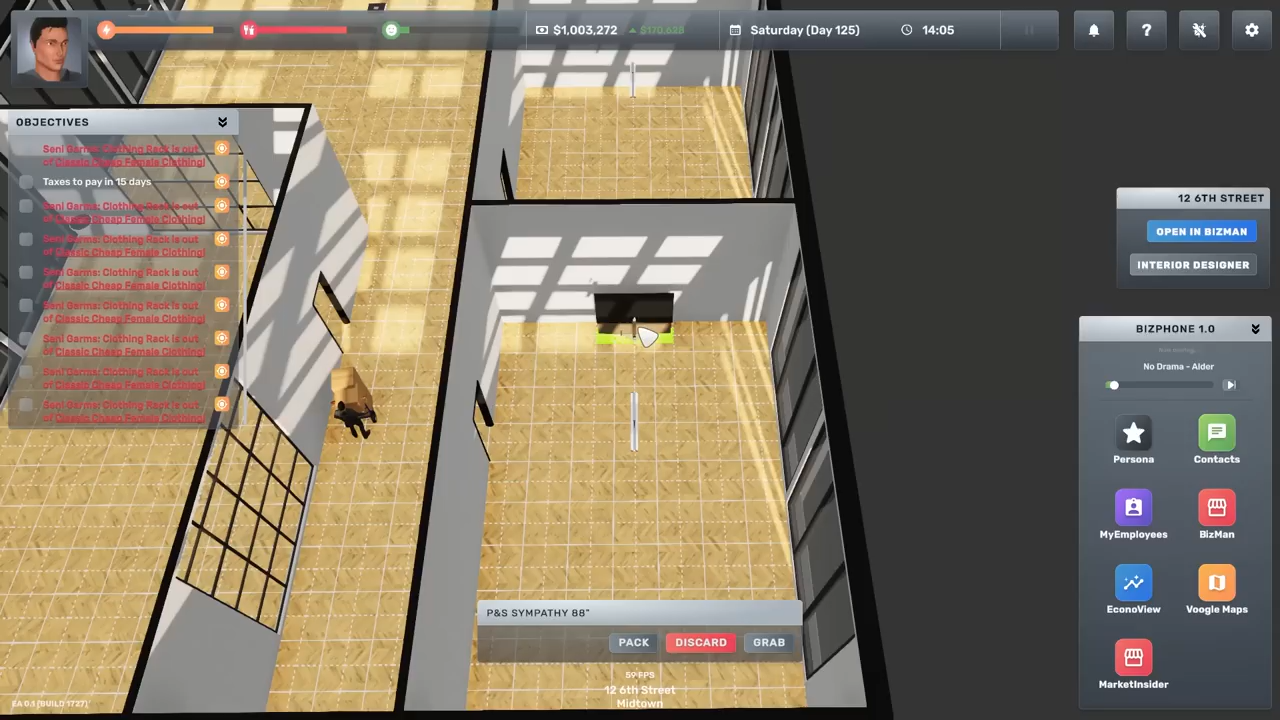 $1,003,272
$170,628
Saturday (Day 125)
14:05
OBJECTIVES
Seni Garms: Clothing Rack is out
of Classic Cheap Female Clothing!
Taxes to pay in 15 days
Seni Garms: Clothing Rack is out
of Classic Cheap Female Clothing!
Seni Garms: Clothing Rack is out
of Classic Cheap Female Clothing!
Seni Garms: Clothing Rack is out
of Classic Cheap Female Clothing!
Seni Garms: Clothing Rack is out
of Classic Cheap Female Clothing!
Seni Garms: Clothing Rack is out
of Classic Cheap Female Clothing!
Seni Garms: Clothing Rack is out
of Classic Cheap Female Clothing!
Seni Garms: Clothing Rack is out
of Classic Cheap Female Clothing!
12 6TH STREET
OPEN IN BIZMAN
INTERIOR DESIGNER
BIZPHONE 1.0
No Drama - Alder
Persona
Contacts
MyEmployees
BizMan
EconoView
Voogle Maps
MarketInsider
P&S SYMPATHY 88"
PACK
DISCARD
GRAB
59 FPS
12 6th Street
Midtown
EA 0.1 (BUILD 1727)